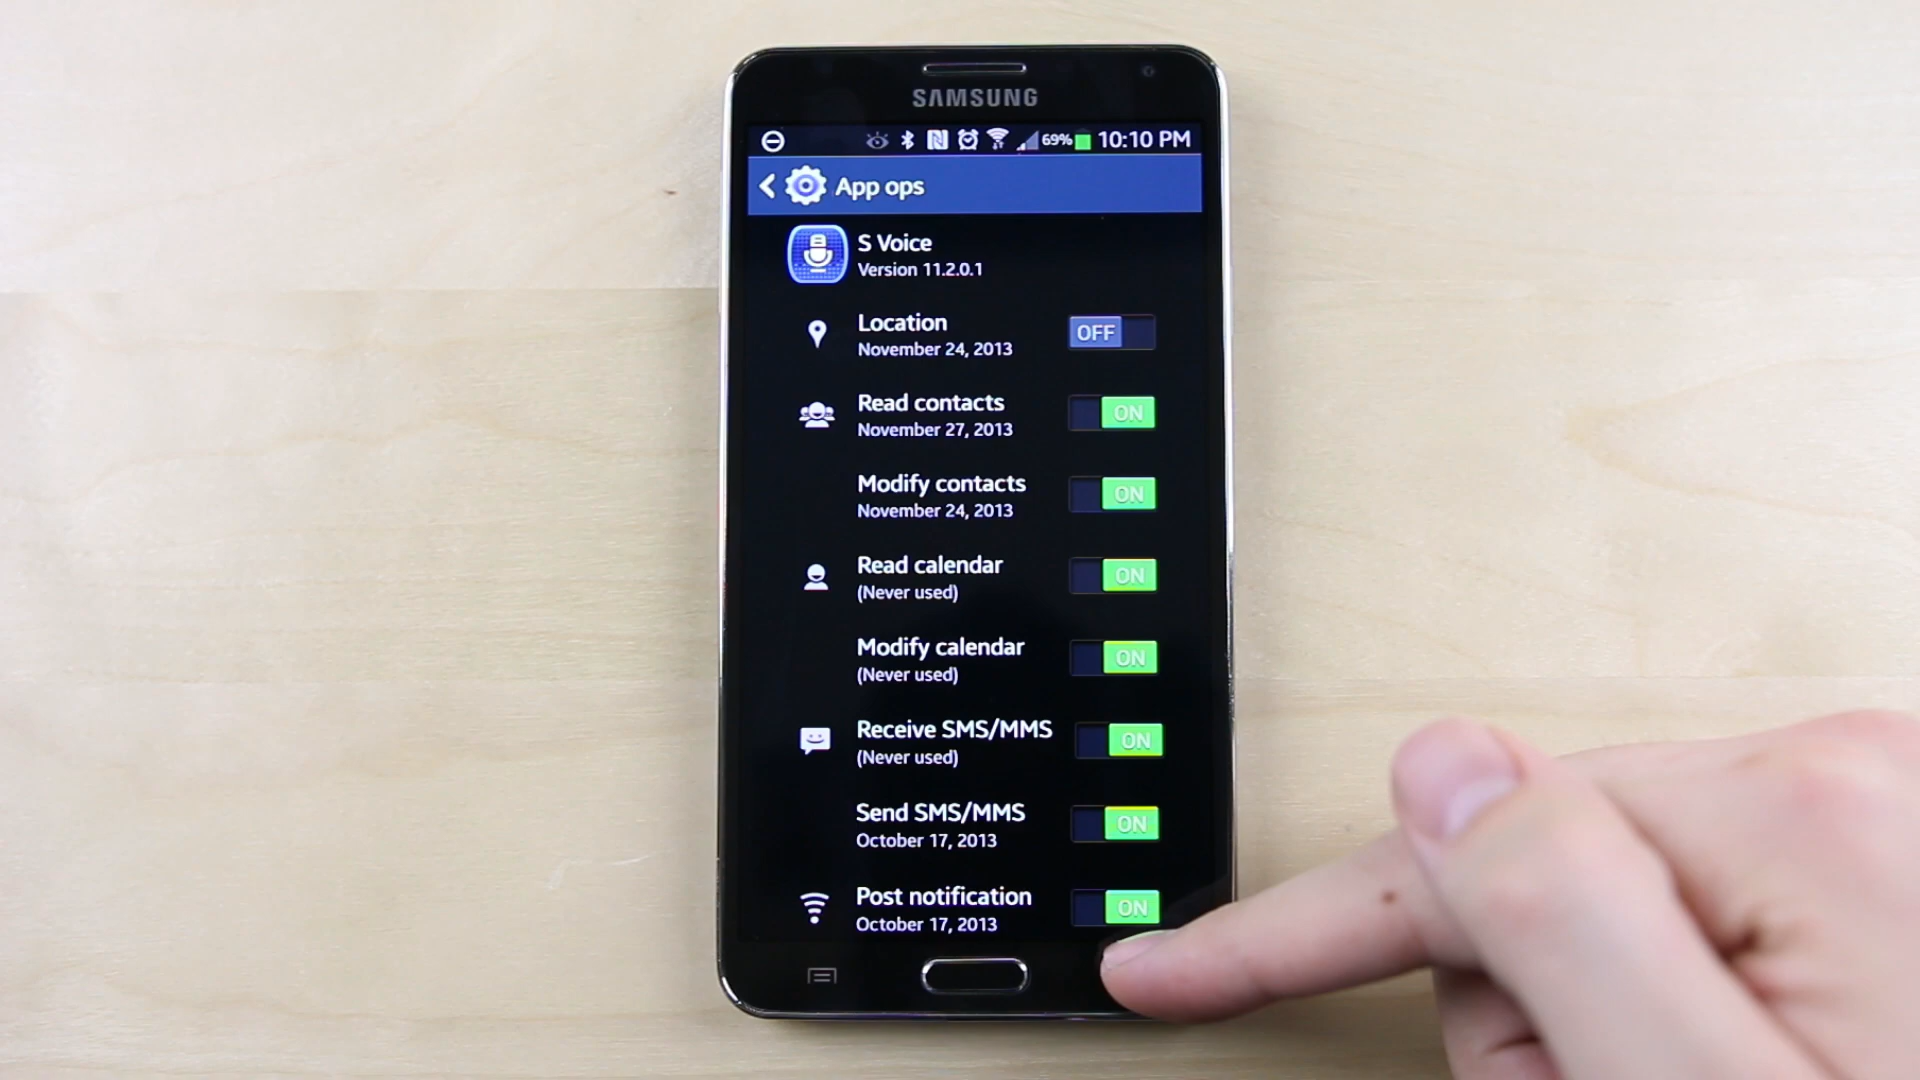 SAMSUNG
69% 10:10 PM
App ops
S Voice
Version 11.2.0.1
Location
November 24, 2013
OFF
Read contacts
November 27, 2013
ON
Modify contacts
November 24, 2013
ON
Read calendar
(Never used)
ON
Modify calendar
(Never used)
ON
Receive SMS/MMS
(Never used)
ON
Send SMS/MMS
October 17, 2013
ON
Post notification
October 17, 2013
ON